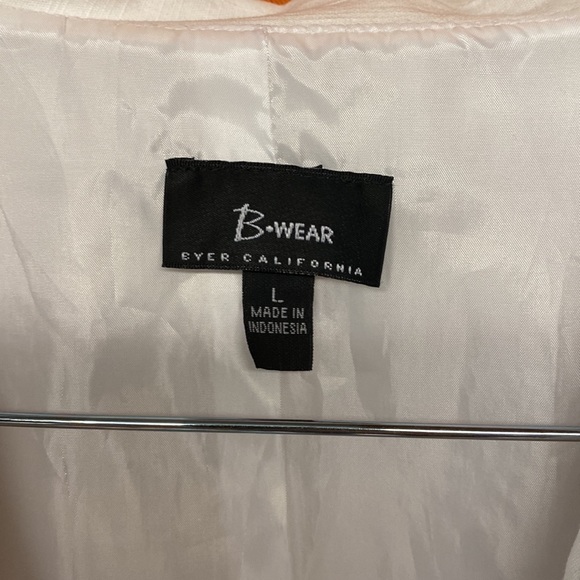 B•WEAR
BYER CALIFORNIA
L
MADE IN
INDONESIA